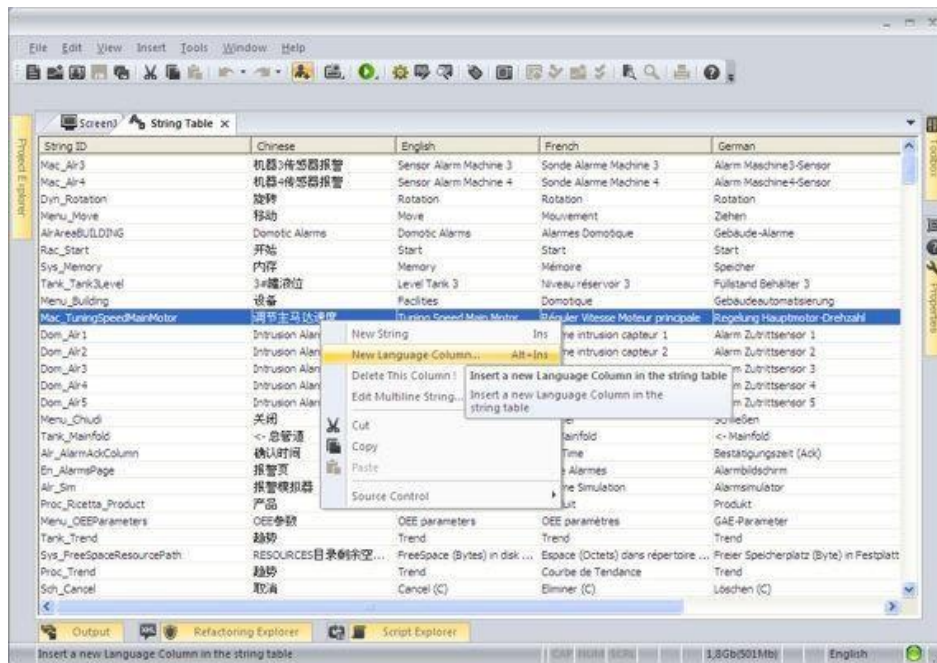 File Edit View Insert Tools Window Help
Screen3 String Table
Project Explorer
Toolbox
Properties
String ID Chinese English French German
Mac_Alr3 机器3传感器报警 Sensor Alarm Machine 3 Sonde Alarme Machine 3 Alarm Maschine3-Sensor
Mac_Alr4 机器4传感器报警 Sensor Alarm Machine 4 Sonde Alarme Machine 4 Alarm Maschine4-Sensor
Dyn_Rotation 旋转 Rotation Rotation Rotation
Menu_Move 移动 Move Mouvement Ziehen
AlrAreaBUILDING Domotic Alarms Domotic Alarms Alarmes Domotique Gebäude-Alarme
Rac_Start 开始 Start Start Start
Sys_Memory 内存 Memory Mémoire Speicher
Tank_Tank3Level 3#罐液位 Level Tank 3 Niveau réservoir 3 Füllstand Behälter 3
Menu_Building 设备 Facilities Domotique Gebäudeautomatisierung
Mac_TuningSpeedMainMotor 调节主马达速度 Tuning Speed Main Motor Réguler Vitesse Moteur principale Regelung Hauptmotor-Drehzahl
Dom_Alr1 Intrusion Alar ne intrusion capteur 1 Alarm Zutrittsensor 1
Dom_Alr2 Intrusion Alar ne intrusion capteur 2 Alarm Zutrittsensor 2
Dom_Alr3 Intrusion Alar m Zutrittsensor 3
Dom_Alr4 Intrusion Alar m Zutrittsensor 4
Dom_Alr5 Intrusion Alar m Zutrittsensor 5
Menu_Chiudi 关闭
Tank_Mainfold <- 总管道 ainfold <- Mainfold
Alr_AlarmAckColumn 确认时间 Time Bestätigungszeit (Ack)
En_AlarmsPage 报警页 Alarmes Alarmbildschirm
Alr_Sim 报警模拟器 ne Simulation Alarmsimulator
Proc_Ricetta_Product 产品 uit Produkt
Menu_OEEParameters OEE参数 OEE parameters OEE paramètres GAE-Parameter
Tank_Trend 趋势 Trend Trend Trend
Sys_FreeSpaceResourcePath RESOURCES目录剩余空... FreeSpace (Bytes) in disk ... Espace (Octets) dans répertoire ... Freier Speicherplatz (Byte) in Festplatt
Proc_Trend 趋势 Trend Courbe de Tendance Trend
Sch_Cancel 取消 Cancel (C) Eliminer (C) Löschen (C)
New String Ins
New Language Column... Alt+Ins
Delete This Column!
Edit Multiline String...
Cut
Copy
Paste
Source Control
Insert a new Language Column in the string table
Insert a new Language Column in the
string table
Output Refactoring Explorer Script Explorer
Insert a new Language Column in the string table CAP NUM SCRL 1,8Gb(501Mb) English